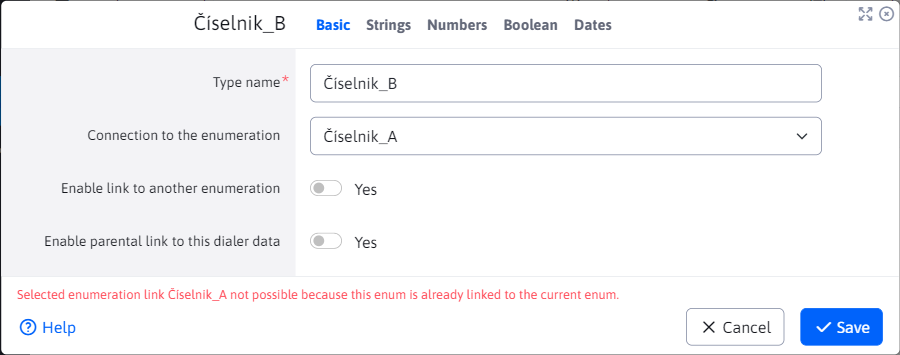 Číselnik_B Basic Strings Numbers Boolean Dates
Type name* Číselnik_B
Connection to the enumeration Číselnik_A
Enable link to another enumeration Yes
Enable parental link to this dialer data Yes
Selected enumeration link Číselnik_A not possible because this enum is already linked to the current enum.
Help Cancel Save